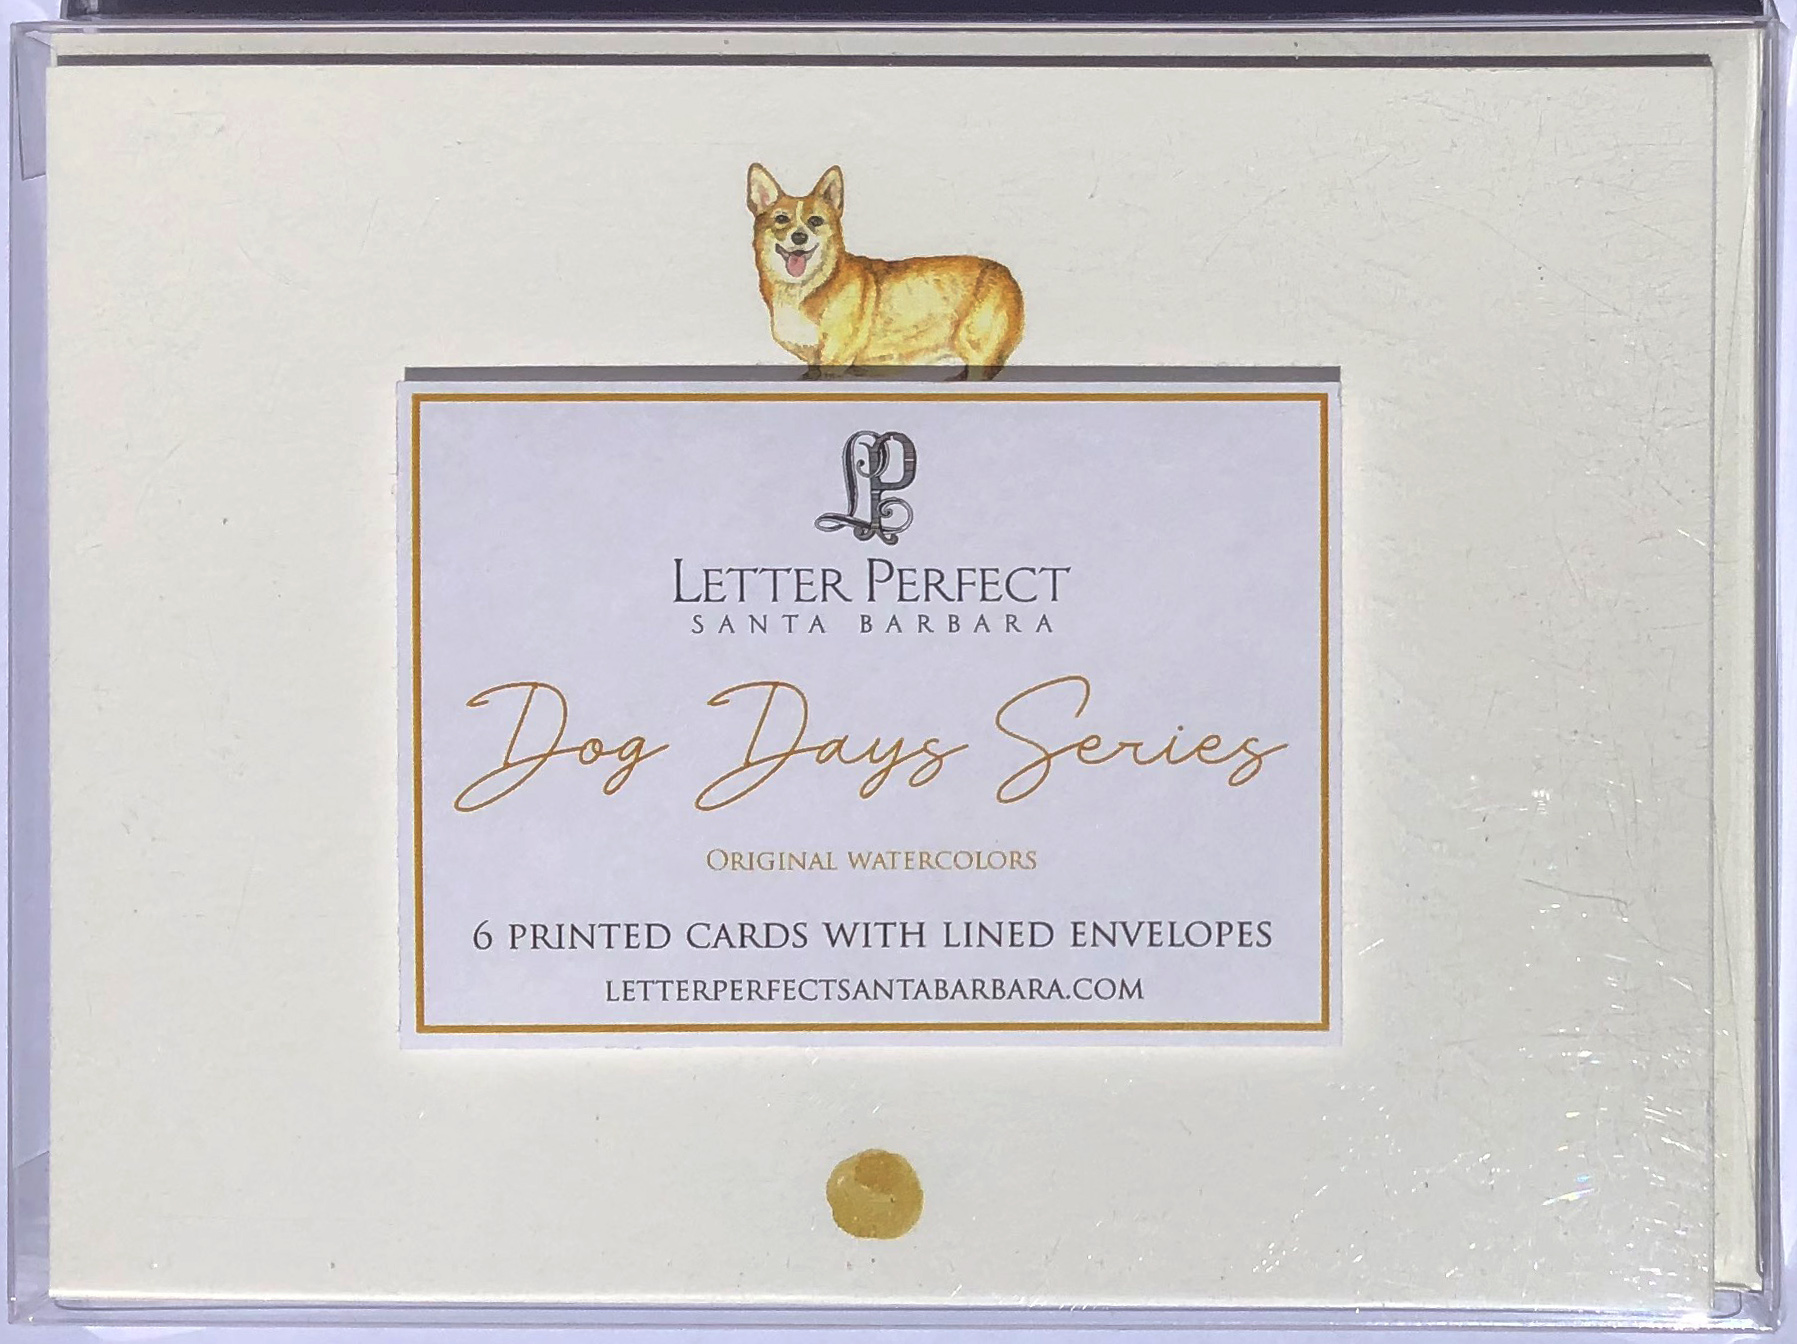 LP
LETTER PERFECT
SANTA BARBARA
Dog Days Series
ORIGINAL WATERCOLORS
6 PRINTED CARDS WITH LINED ENVELOPES
LETTERPERFECTSANTABARBARA.COM